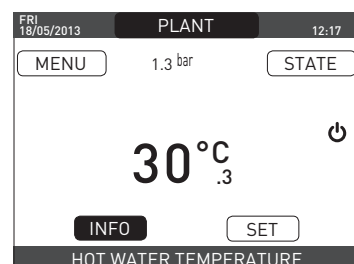 FRI
18/05/2013 PLANT 12:17
MENU 1.3 bar STATE
30°C
.3
INFO SET
HOT WATER TEMPERATURE